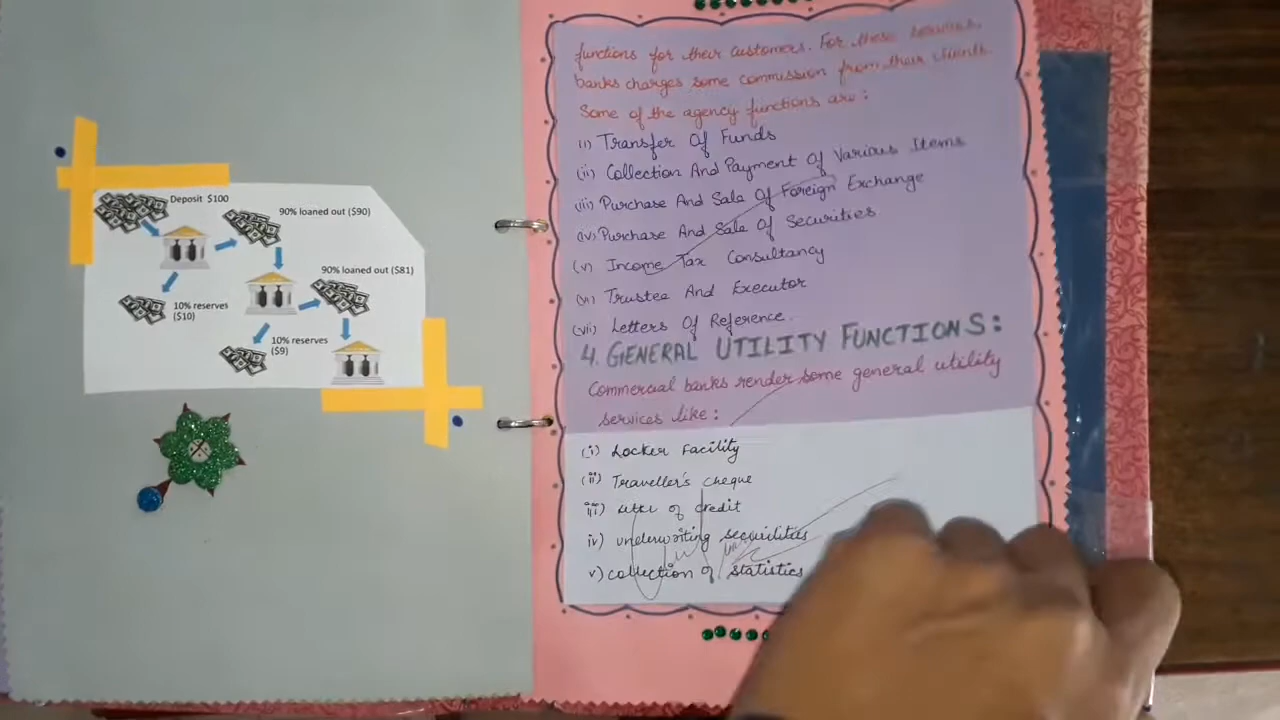 Deposit $100
90% loaned out ($90)
90% loaned out ($81)
10% reserves
($10)
10% reserves
($9)
functions for their customers. For these services,
banks charges some commission from their clients.
Some of the agency functions are:
(i) Transfer Of Funds
(ii) Collection And Payment Of Various Items
(iii) Purchase And Sale Of Foreign Exchange
(iv) Purchase And Sale Of Securities
(v) Income Tax Consultancy
(vi) Trustee And Executor
(vii) Letters Of Reference.
4. GENERAL UTILITY FUNCTIONS:
Commercial banks render some general utility
services like:
(i) Locker Facility
(ii) Traveller's cheque
iii) of credit
iv) underwriting
v) collection of statistics